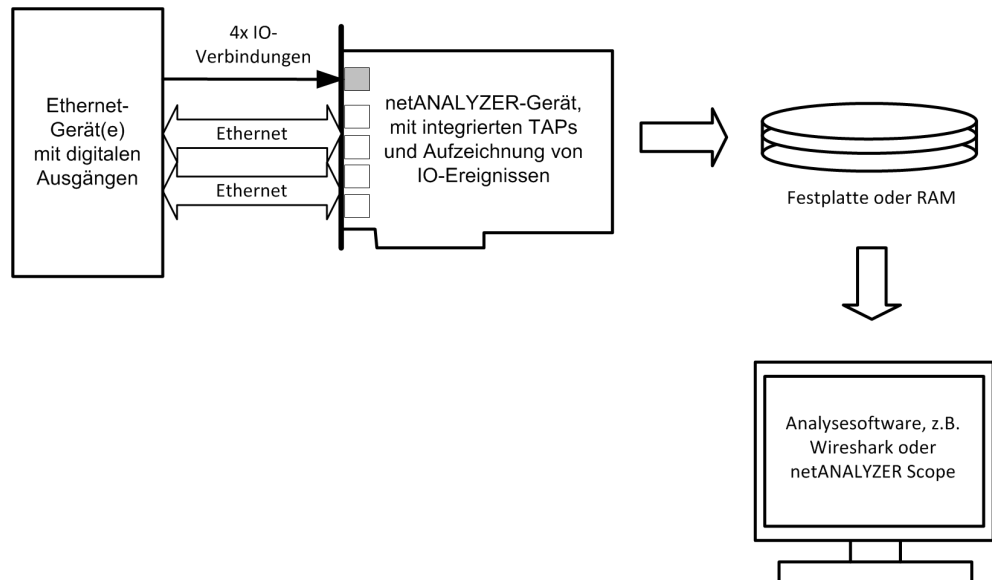 4x IO-
Verbindungen
Ethernet-
Gerät(e)
mit digitalen
Ausgängen
Ethernet
Ethernet
netANALYZER-Gerät,
mit integrierten TAPs
und Aufzeichnung von
IO-Ereignissen
Festplatte oder RAM
Analysesoftware, z.B.
Wireshark oder
netANALYZER Scope